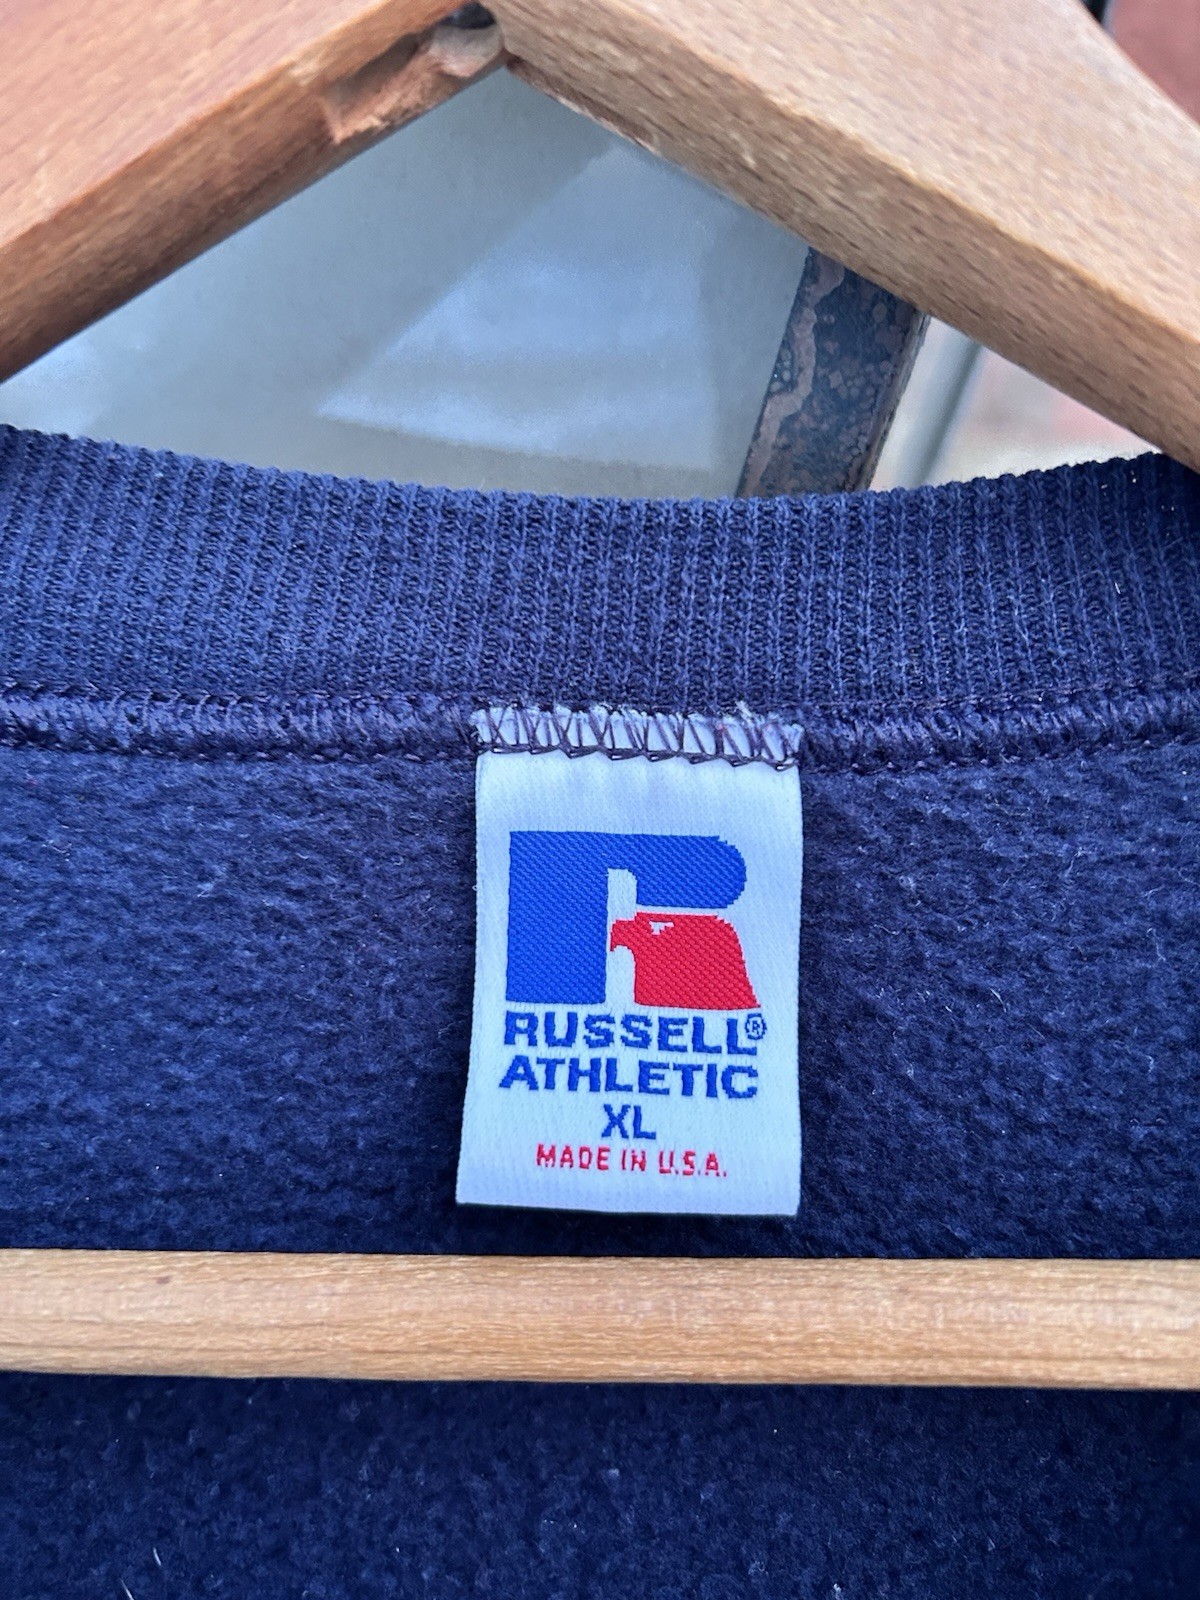 RUSSELL®
ATHLETIC
XL
MADE IN U.S.A.